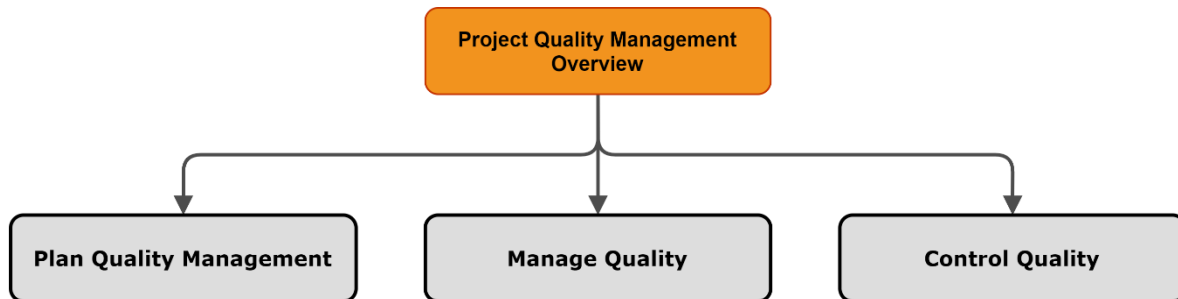 Project Quality Management
Overview
Plan Quality Management
Manage Quality
Control Quality